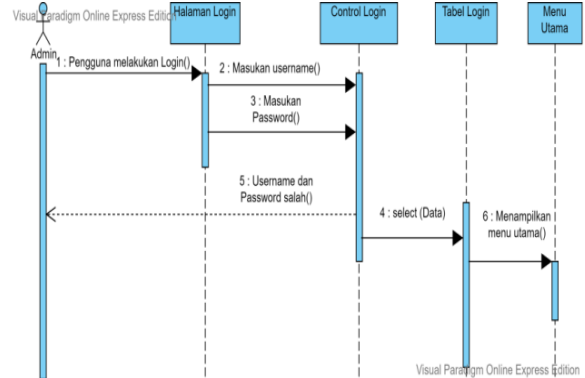 Visual Paradigm Online Express Edition
Halaman Login
Control Login
Tabel Login
Menu
Utama
Admin
1 : Pengguna melakukan Login()
2 : Masukan username()
3 : Masukan
Password()
5 : Username dan
Password salah()
4 : select (Data)
6 : Menampilkan
menu utama()
Visual Paradigm Online Express Edition